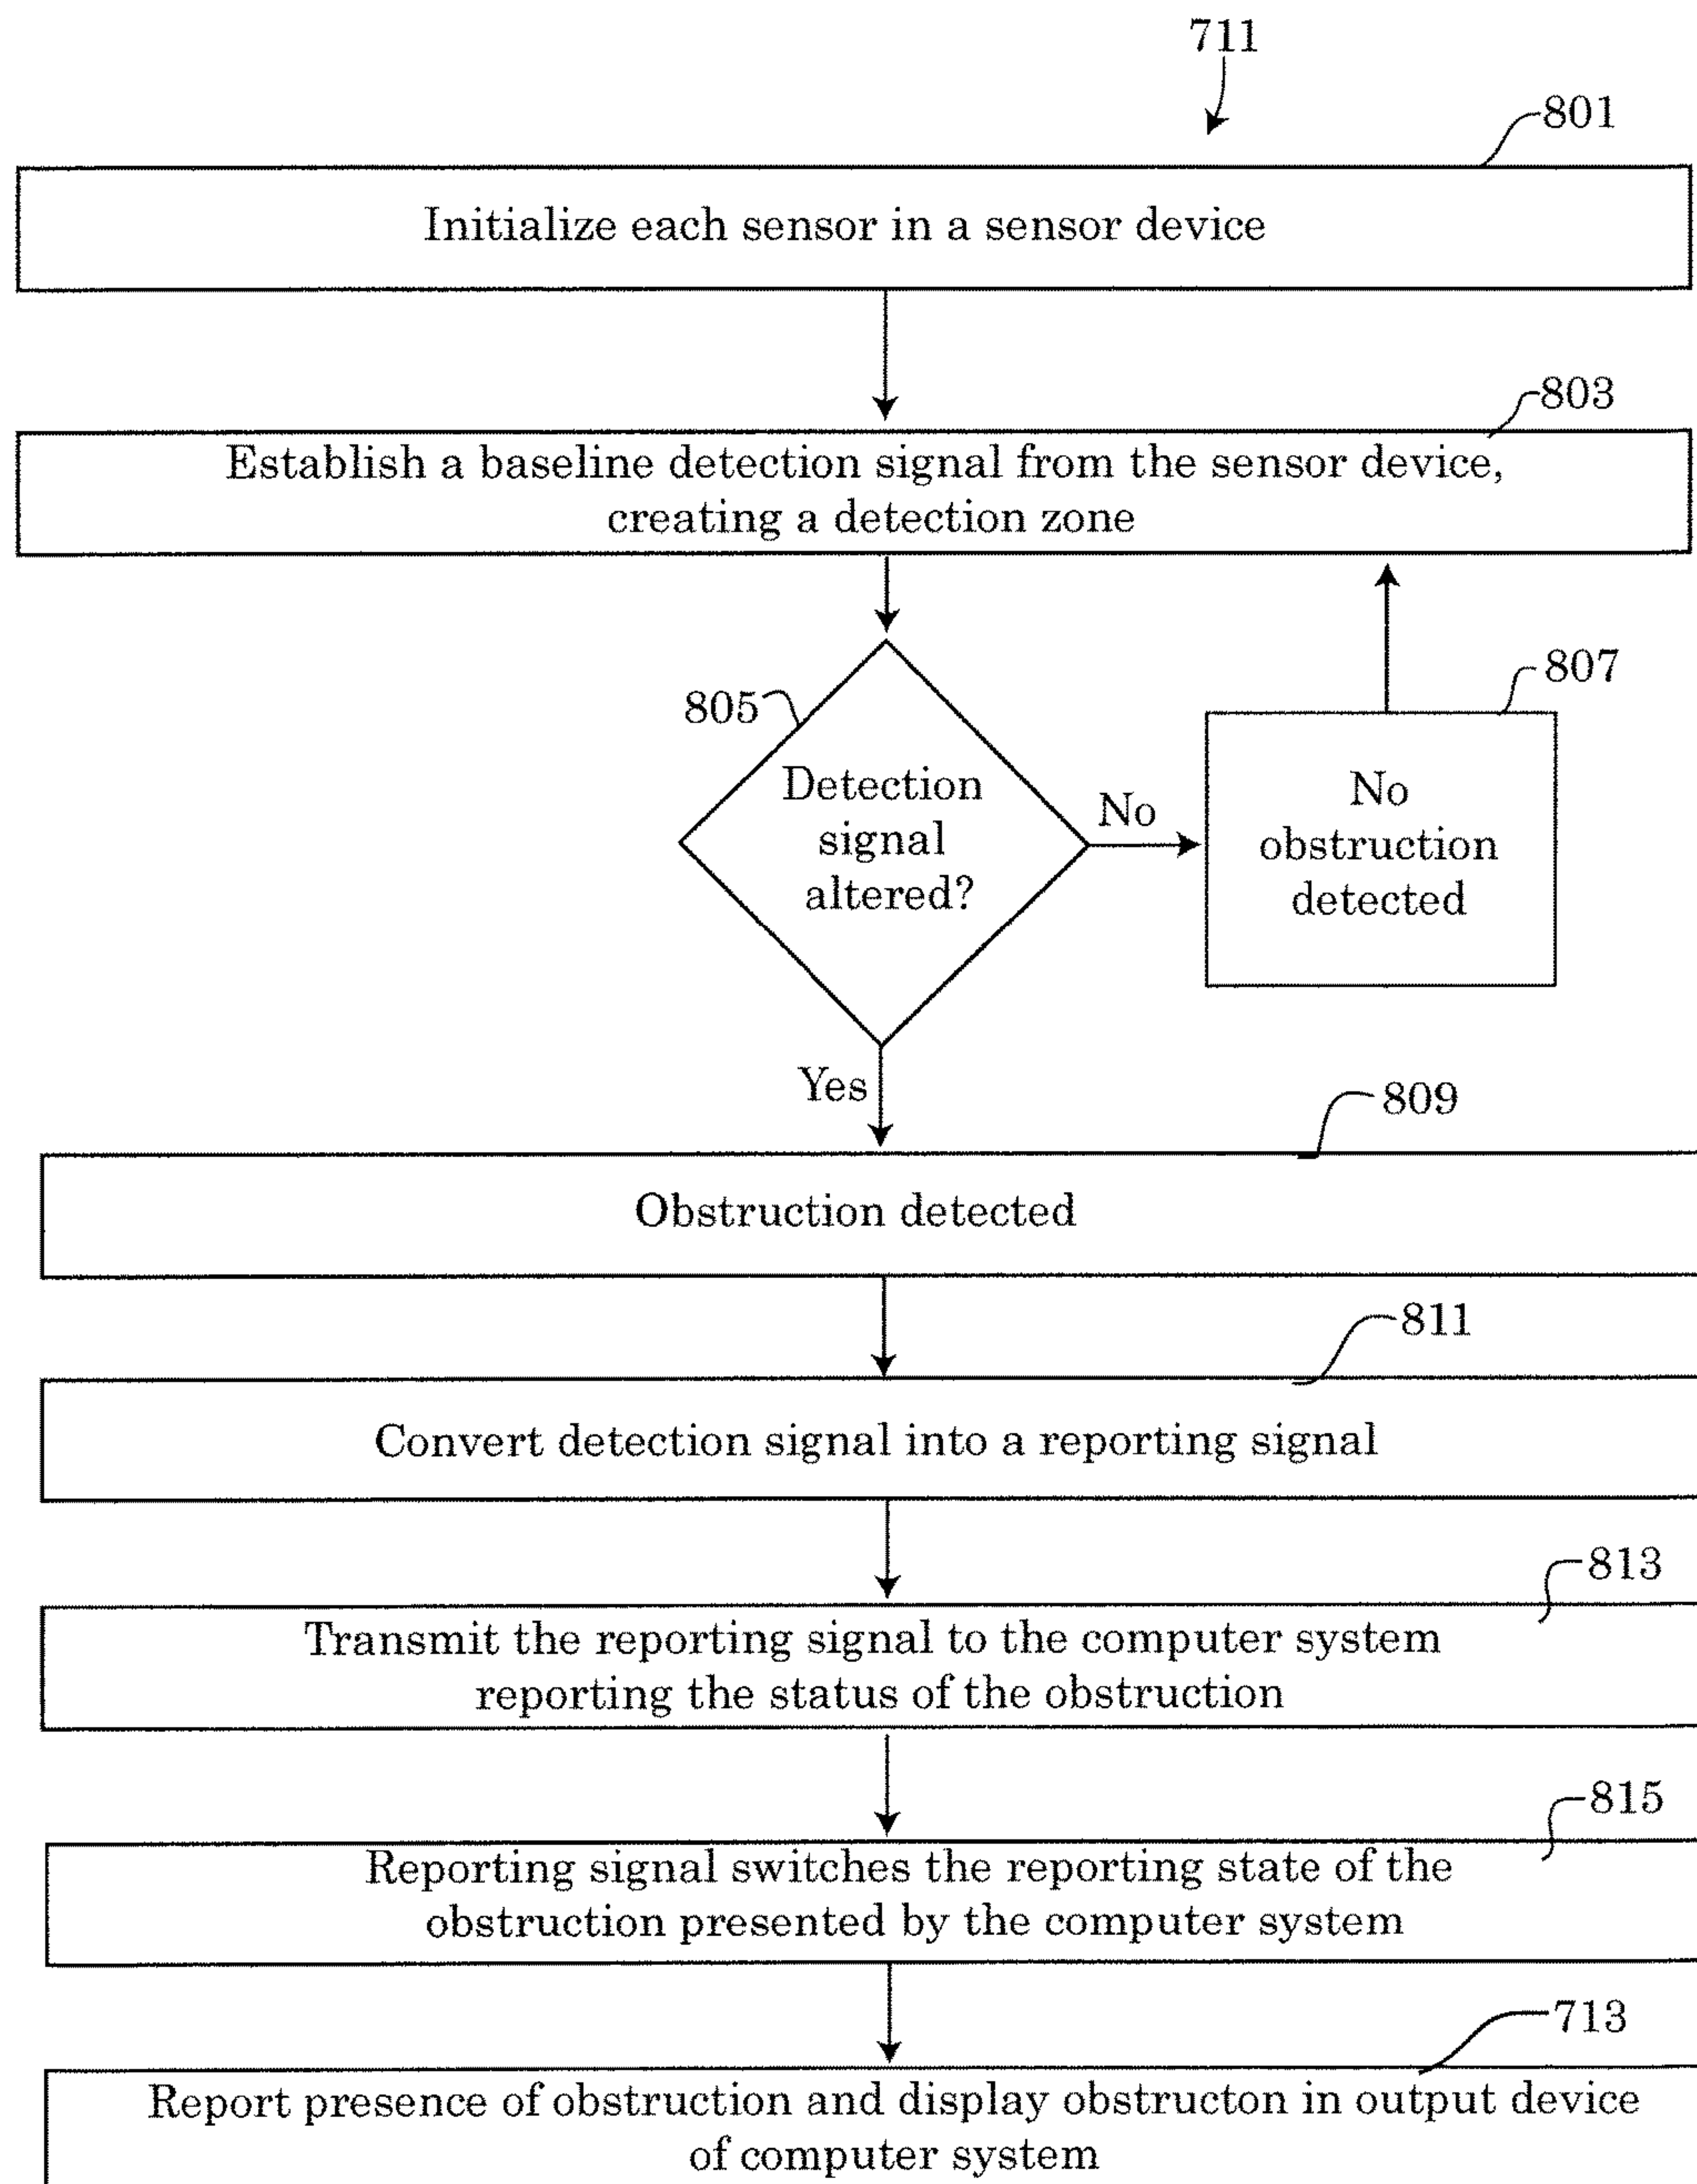 711
801
Initialize each sensor in a sensor device
803
Establish a baseline detection signal from the sensor device,
creating a detection zone
805
Detection
signal
altered?
No
807
No
obstruction
detected
Yes
809
Obstruction detected
811
Convert detection signal into a reporting signal
813
Transmit the reporting signal to the computer system
reporting the status of the obstruction
815
Reporting signal switches the reporting state of the
obstruction presented by the computer system
713
Report presence of obstruction and display obstructon in output device
of computer system